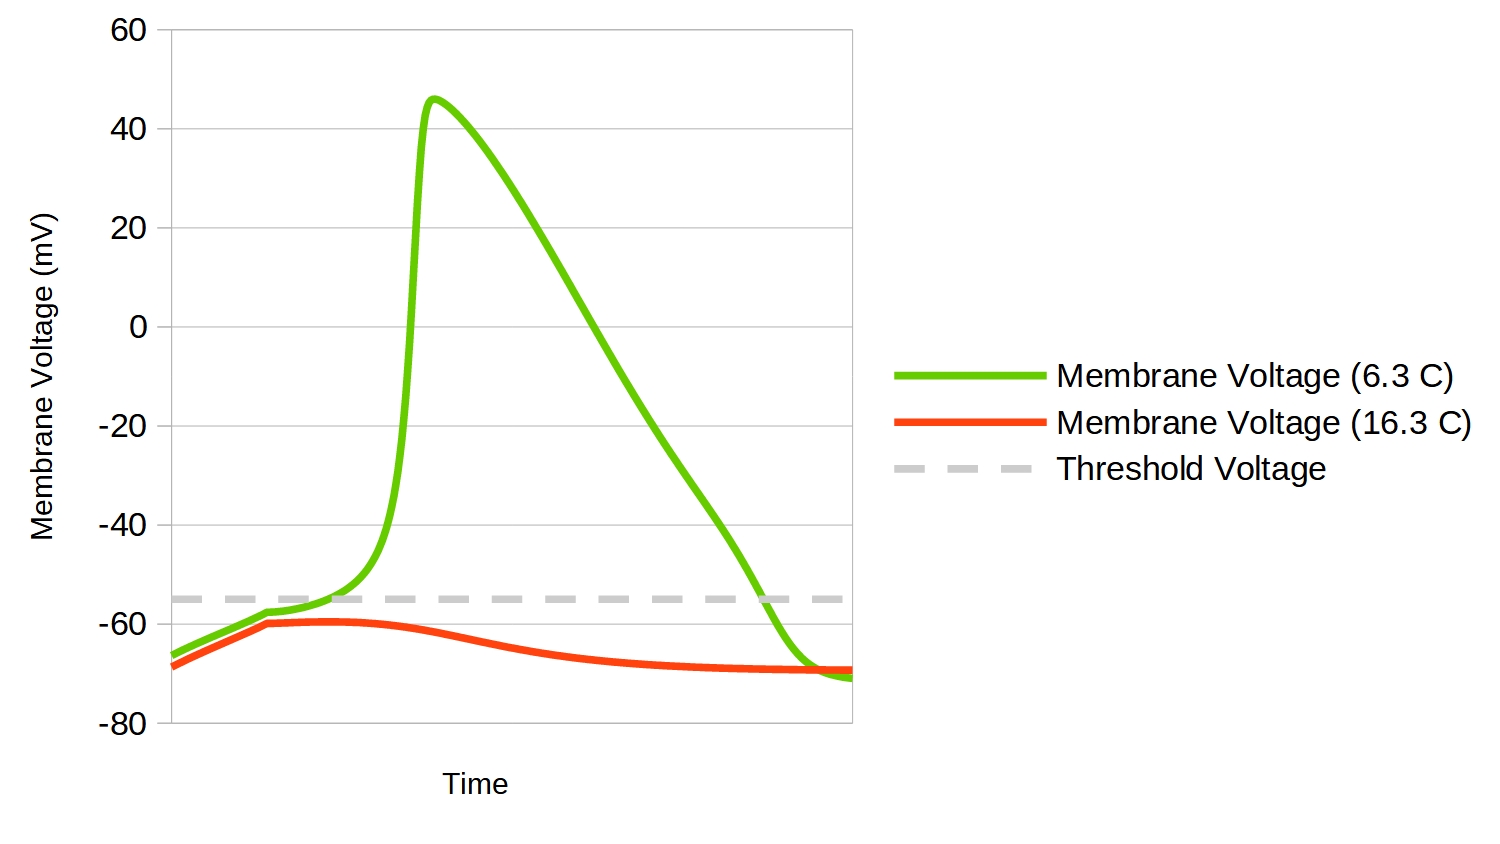 60
40
20
0
-20
-40
-60
-80
Membrane Voltage (mV)
Time
Membrane Voltage (6.3 C)
Membrane Voltage (16.3 C)
Threshold Voltage